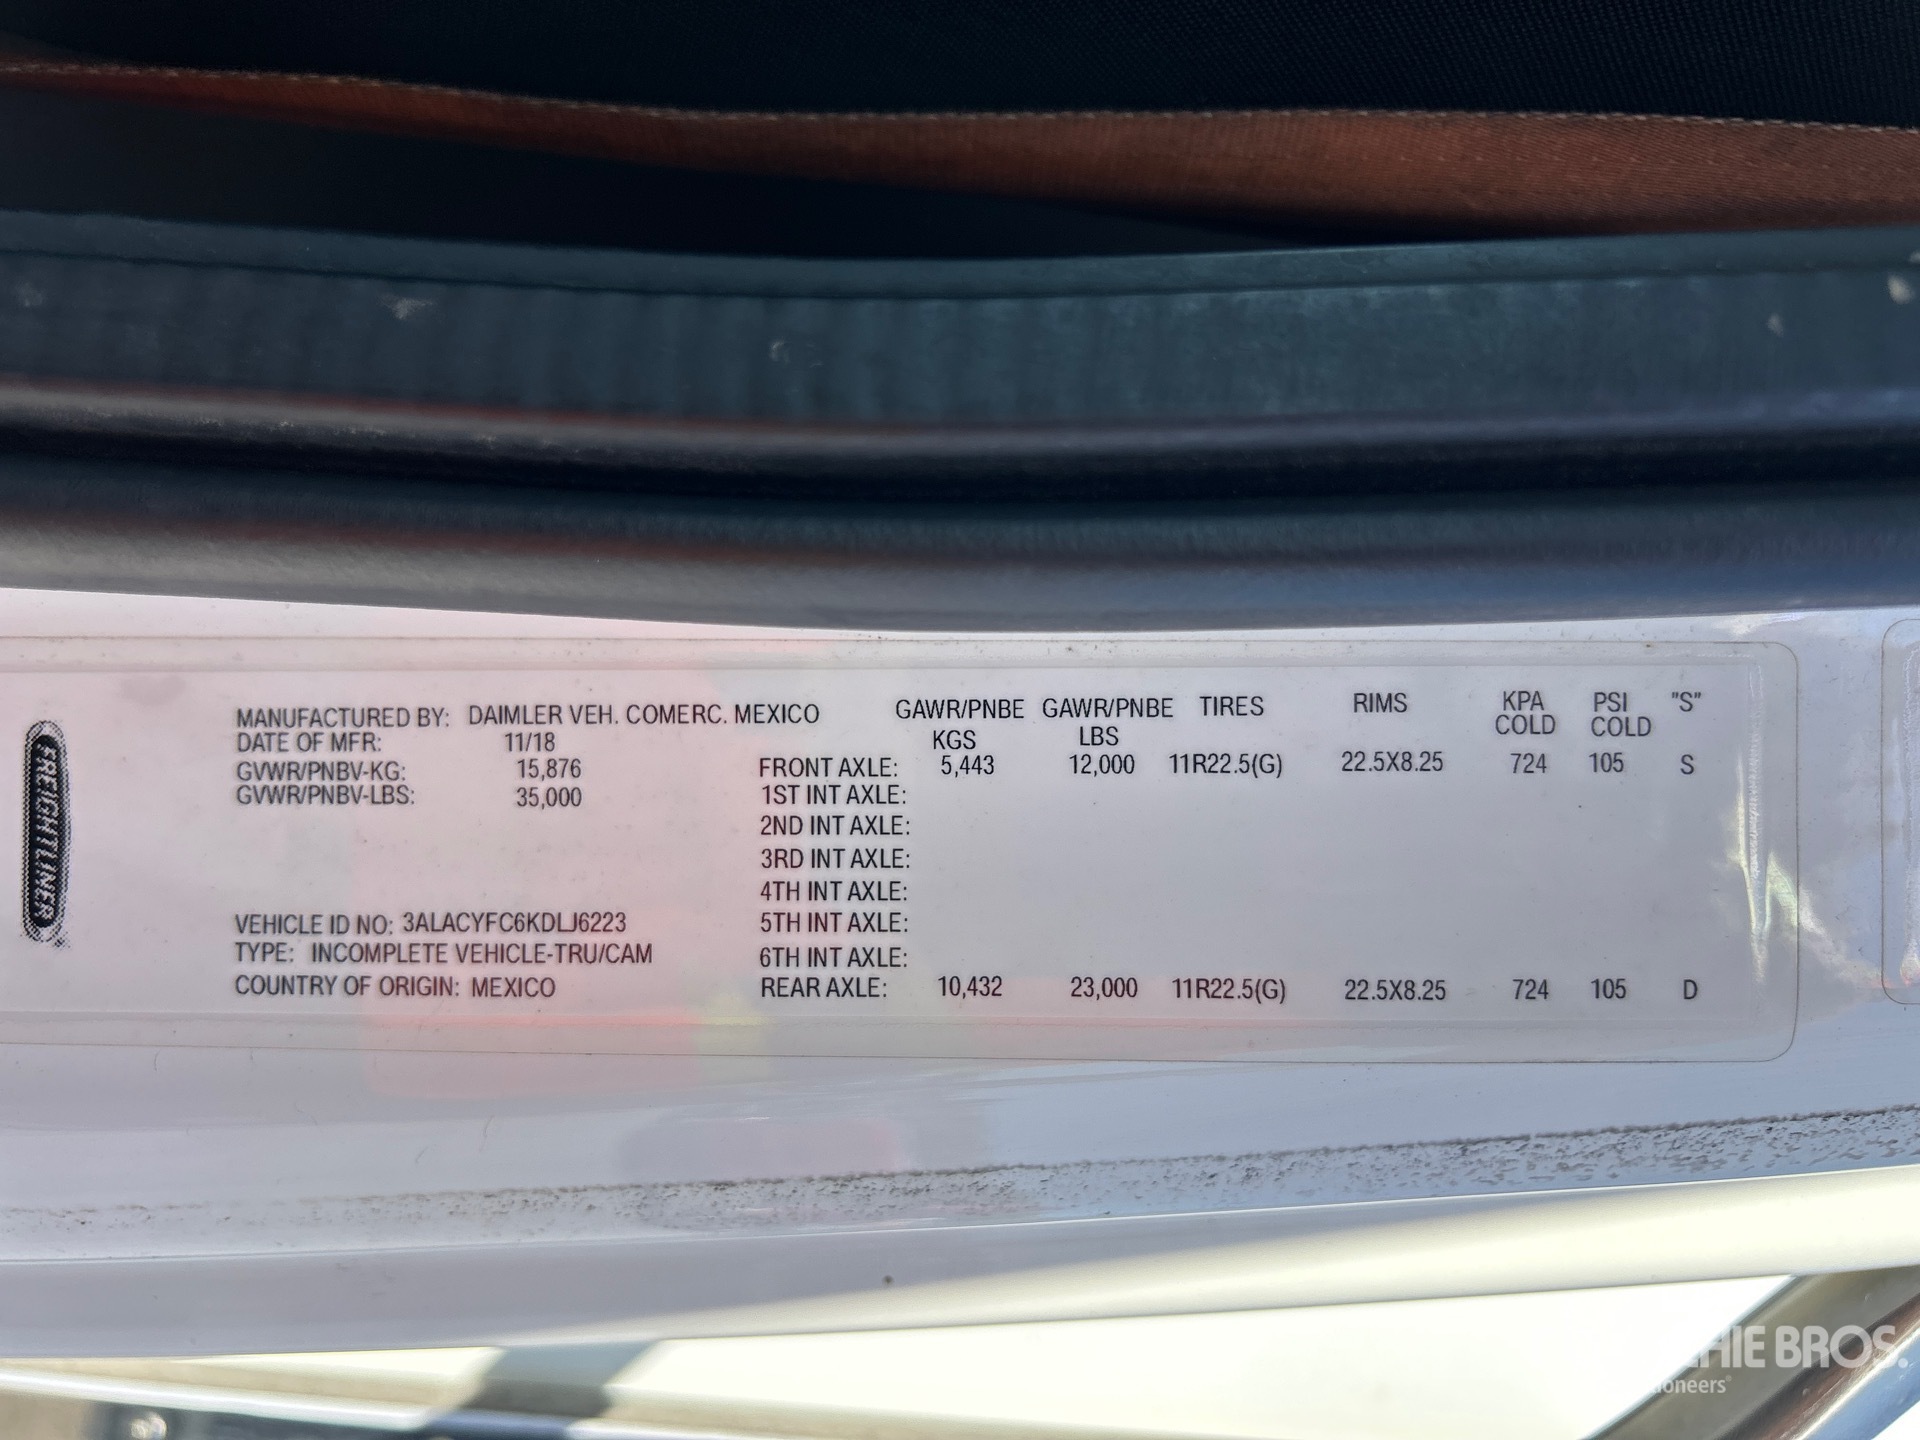 FREIGHTLINER
MANUFACTURED BY: DAIMLER VEH. COMERC. MEXICO
DATE OF MFR: 11/18
GVWR/PNBV-KG: 15,876
GVWR/PNBV-LBS: 35,000
VEHICLE ID NO: 3ALACYFC6KDLJ6223
TYPE: INCOMPLETE VEHICLE-TRU/CAM
COUNTRY OF ORIGIN: MEXICO
GAWR/PNBE GAWR/PNBE TIRES RIMS KPA PSI "S"
KGS LBS COLD COLD
FRONT AXLE: 5,443 12,000 11R22.5(G) 22.5X8.25 724 105 S
1ST INT AXLE:
2ND INT AXLE:
3RD INT AXLE:
4TH INT AXLE:
5TH INT AXLE:
6TH INT AXLE:
REAR AXLE: 10,432 23,000 11R22.5(G) 22.5X8.25 724 105 D
BROS.